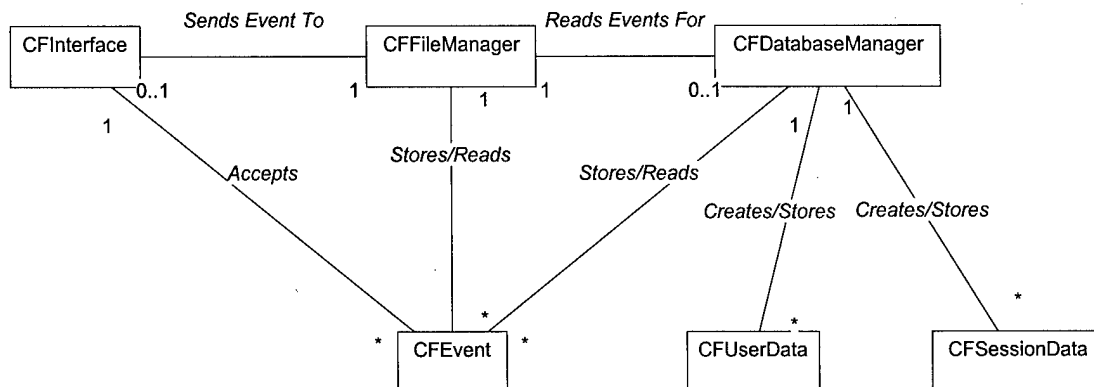 Sends Event To
Reads Events For
CFInterface
CFFileManager
CFDatabaseManager
0..1
1
1
1
0..1
1
1
1
Stores/Reads
Stores/Reads
Accepts
Creates/Stores
Creates/Stores
*
*
*
*
*
CFEvent
CFUserData
CFSessionData